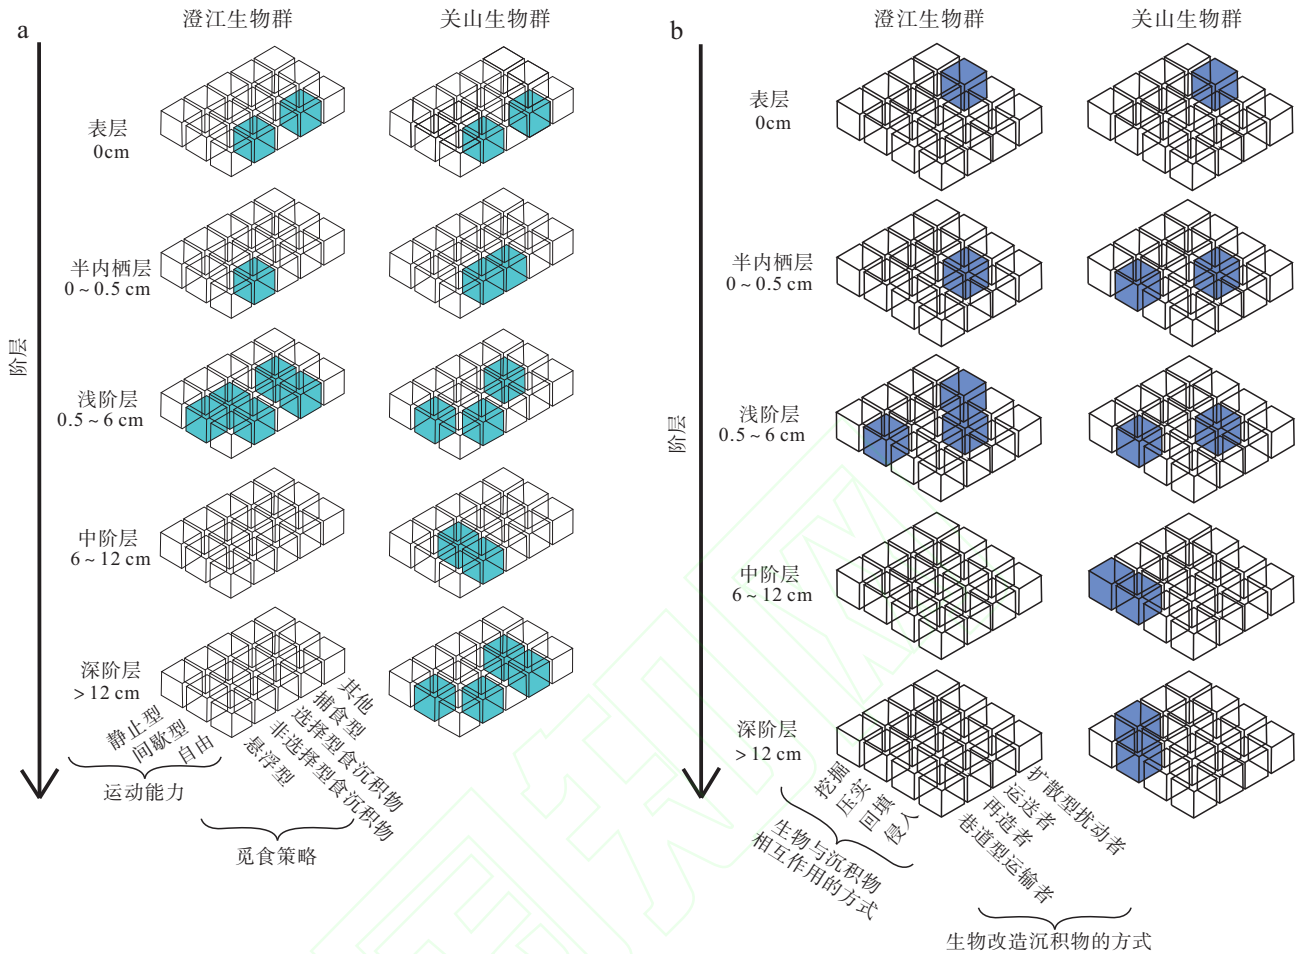 a
澄江生物群
关山生物群
阶层
表层
0cm
半内栖层
0～0.5 cm
浅阶层
0.5～6 cm
中阶层
6～12 cm
深阶层
＞12 cm
静止型
间歇型
自由
运动能力
悬浮型
非选择型食沉积物
选择型食沉积物
捕食型
其他
觅食策略
b
澄江生物群
关山生物群
阶层
表层
0cm
半内栖层
0～0.5 cm
浅阶层
0.5～6 cm
中阶层
6～12 cm
深阶层
＞12 cm
挖掘
压实
回填
侵入
生物与沉积物
相互作用的方式
巷道型运输者
再造者
运送者
扩散型扰动者
生物改造沉积物的方式